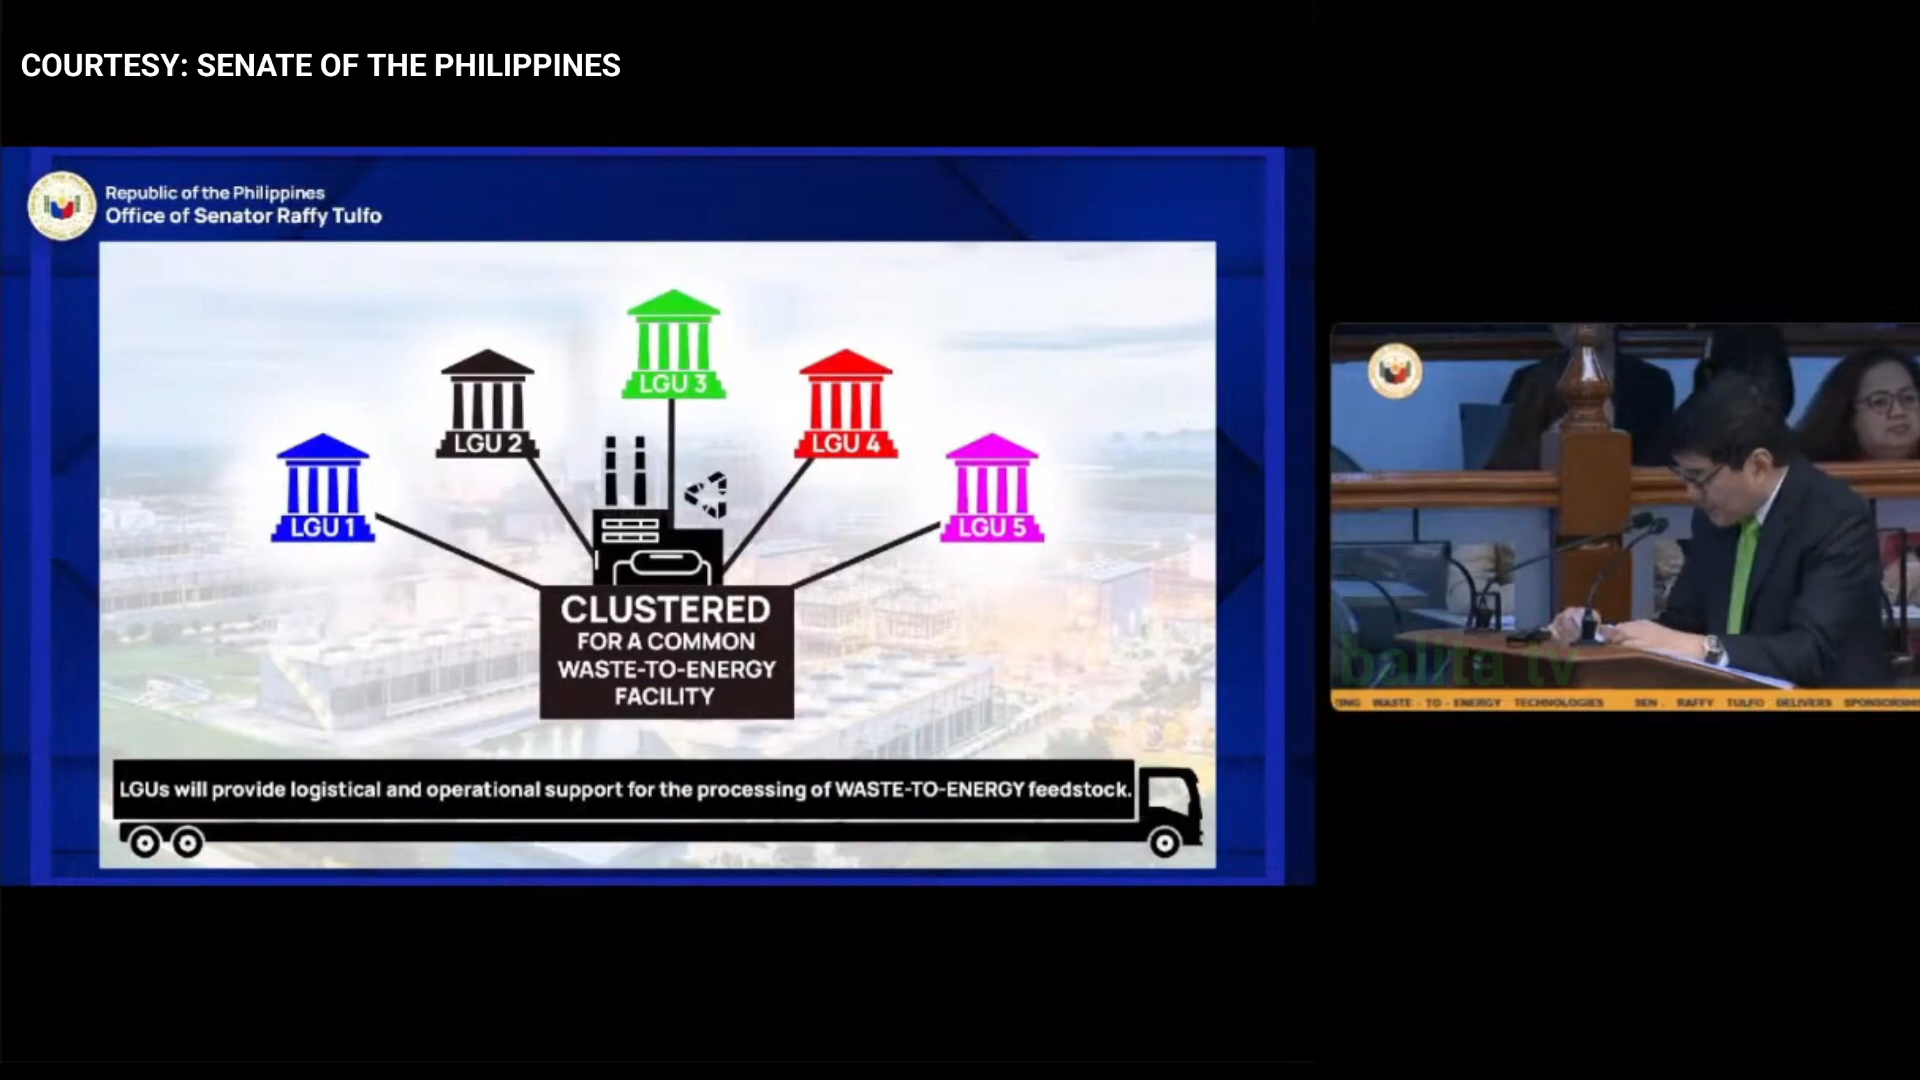 COURTESY: SENATE OF THE PHILIPPINES
Republic of the Philippines
Office of Senator Raffy Tulfo
LGU 1
LGU 2
LGU 3
LGU 4
LGU 5
CLUSTERED
FOR A COMMON
WASTE-TO-ENERGY
FACILITY
LGUs will provide logistical and operational support for the processing of WASTE-TO-ENERGY feedstock.
balita tv
WASTE - TO - ENERGY TECHNOLOGIES SEN. RAFFY TULFO DELIVERS